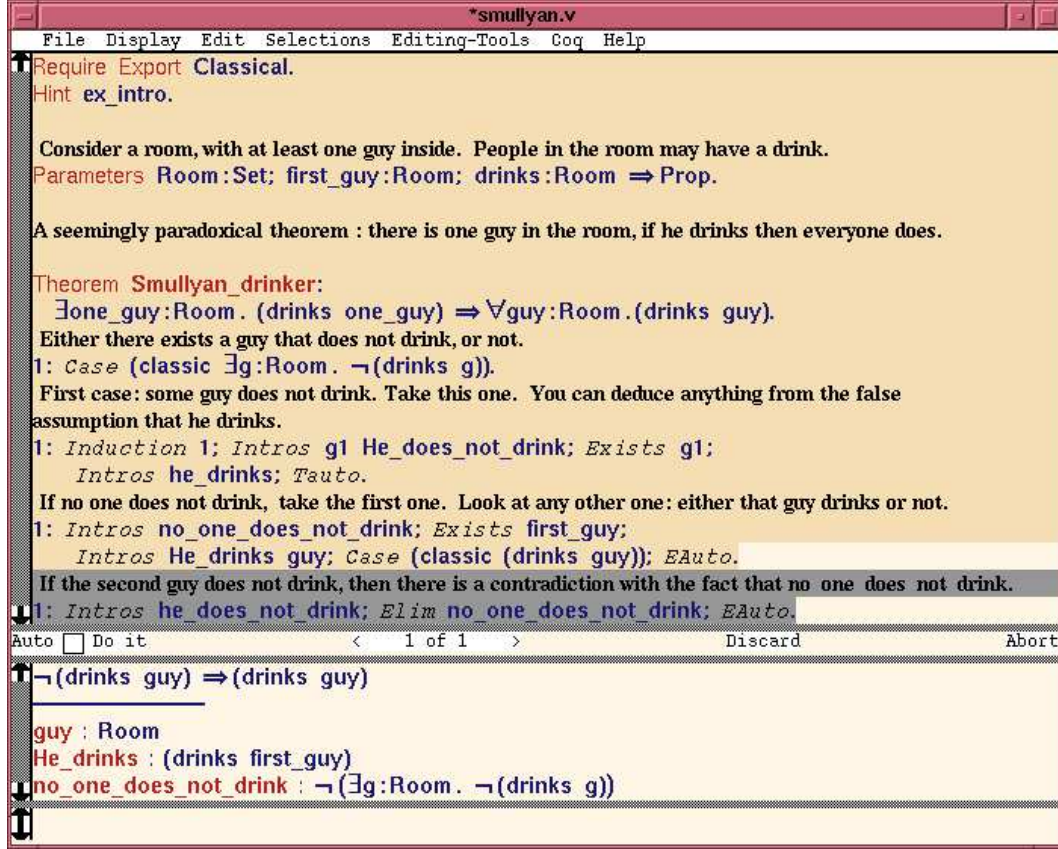 *smullyan.v
File Display Edit Selections Editing-Tools Coq Help
Require Export Classical.
Hint ex_intro.
Consider a room, with at least one guy inside. People in the room may have a drink.
Parameters Room:Set; first_guy:Room; drinks:Room ⇒ Prop.
A seemingly paradoxical theorem : there is one guy in the room, if he drinks then everyone does.
Theorem Smullyan_drinker:
∃one_guy:Room. (drinks one_guy) ⇒ ∀guy:Room.(drinks guy).
Either there exists a guy that does not drink, or not.
1: Case (classic ∃g:Room. ¬(drinks g)).
First case: some guy does not drink. Take this one. You can deduce anything from the false
assumption that he drinks.
1: Induction 1; Intros g1 He_does_not_drink; Exists g1;
Intros he_drinks; Tauto.
If no one does not drink, take the first one. Look at any other one: either that guy drinks or not.
1: Intros no_one_does_not_drink; Exists first_guy;
Intros He_drinks guy; Case (classic (drinks guy)); EAuto.
If the second guy does not drink, then there is a contradiction with the fact that no one does not drink.
1: Intros he_does_not_drink; Elim no_one_does_not_drink; EAuto.
Auto Do it < 1 of 1 > Discard Abort
¬(drinks guy) ⇒(drinks guy)
guy : Room
He_drinks : (drinks first_guy)
no_one_does_not_drink : ¬(∃g:Room. ¬(drinks g))